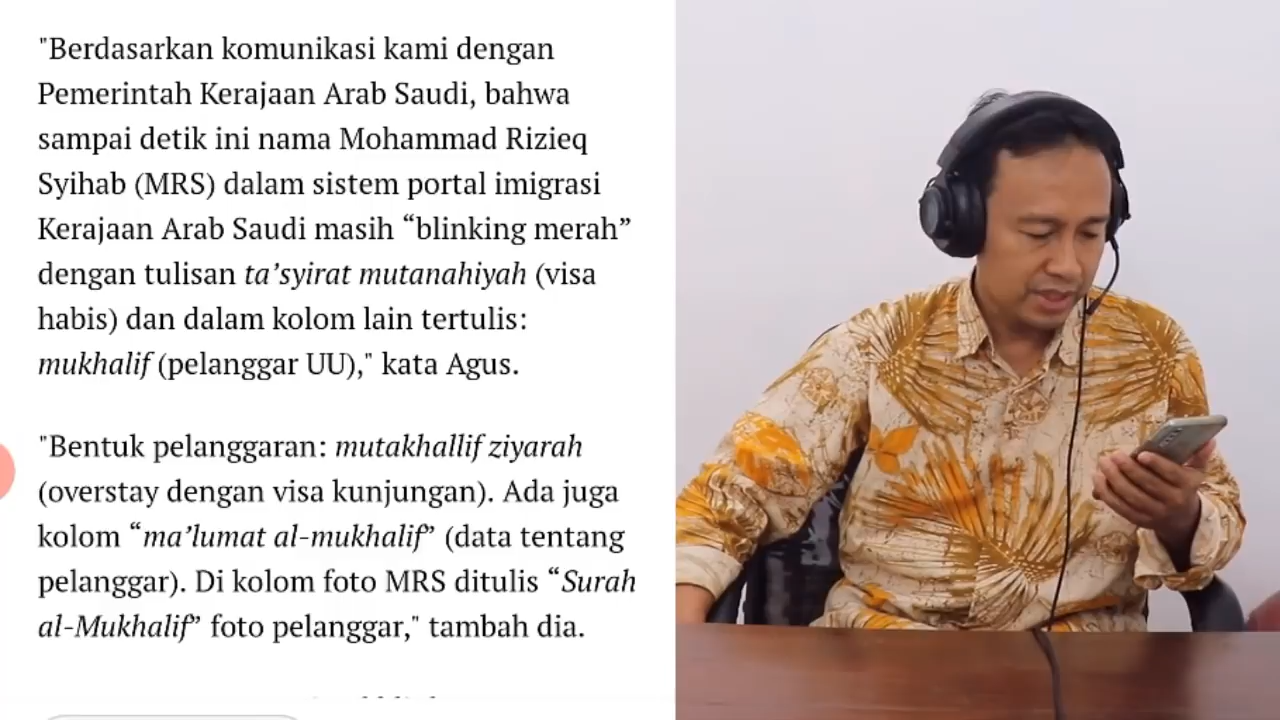 "Berdasarkan komunikasi kami dengan
Pemerintah Kerajaan Arab Saudi, bahwa
sampai detik ini nama Mohammad Rizieq
Syihab (MRS) dalam sistem portal imigrasi
Kerajaan Arab Saudi masih “blinking merah”
dengan tulisan ta’syirat mutanahiyah (visa
habis) dan dalam kolom lain tertulis:
mukhalif (pelanggar UU)," kata Agus.
"Bentuk pelanggaran: mutakhallif ziyarah
(overstay dengan visa kunjungan). Ada juga
kolom “ma’lumat al-mukhalif” (data tentang
pelanggar). Di kolom foto MRS ditulis “Surah
al-Mukhalif” foto pelanggar," tambah dia.